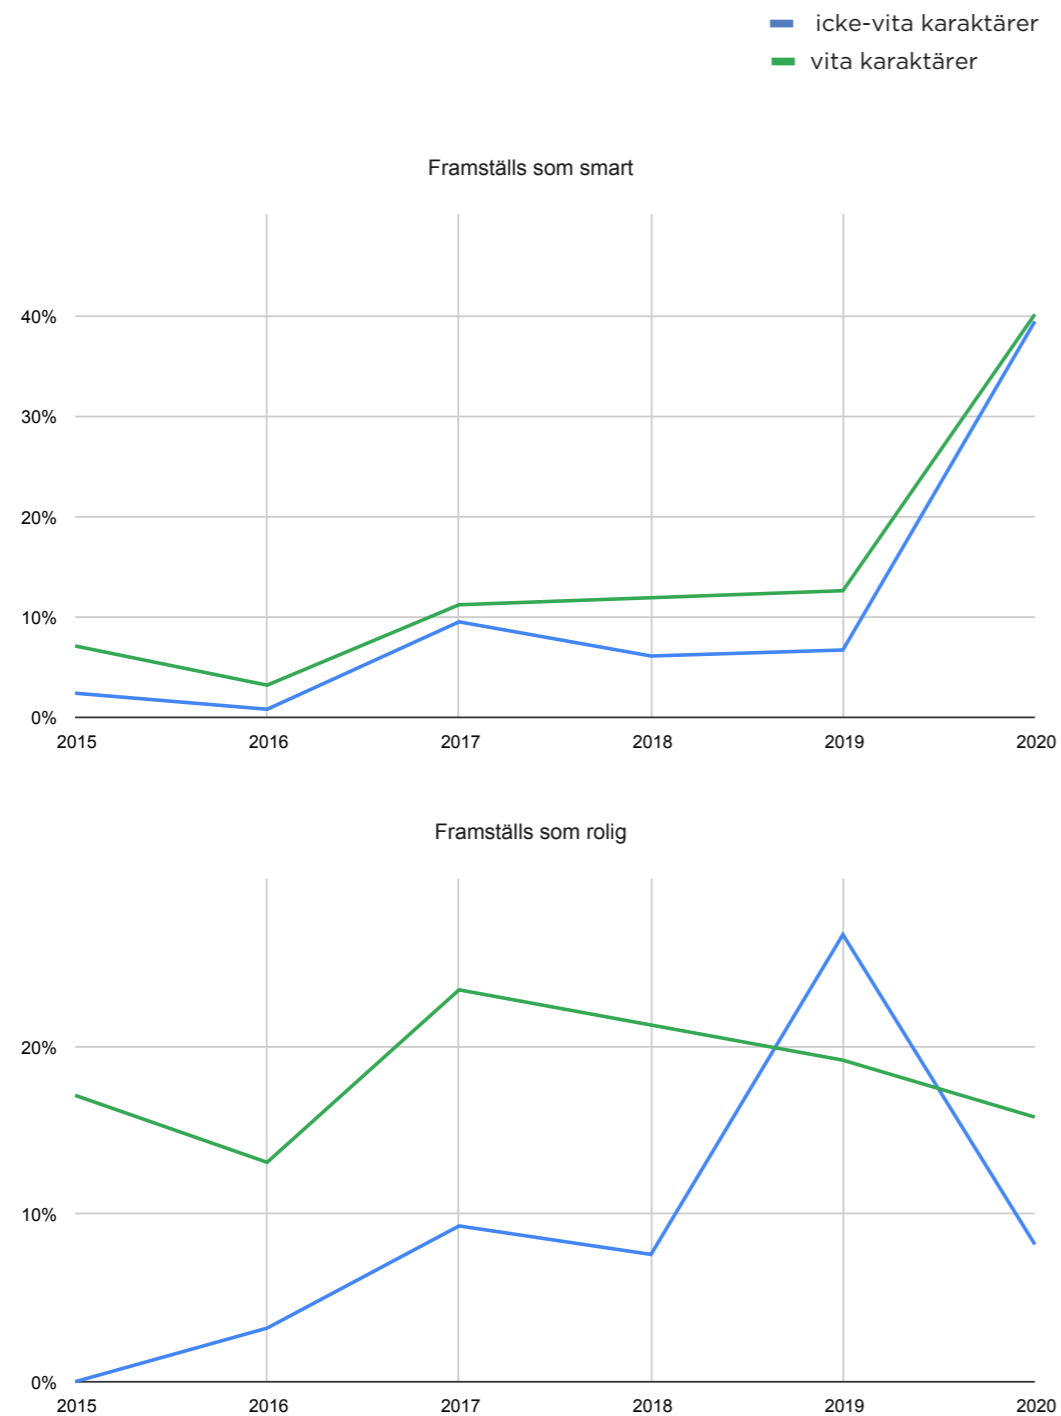 icke-vita karaktärer
vita karaktärer
Framställs som smart
40%
30%
20%
10%
0%
2015 2016 2017 2018 2019 2020
Framställs som rolig
20%
10%
0%
2015 2016 2017 2018 2019 2020